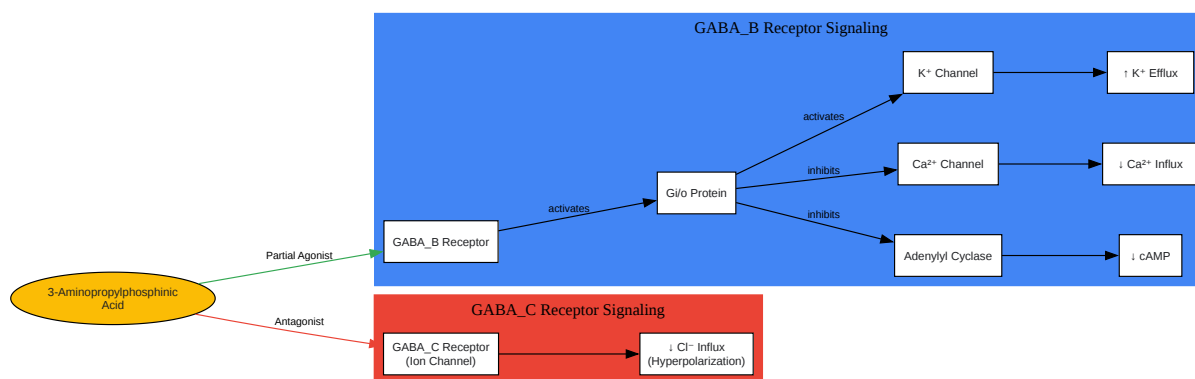 GABA_B Receptor Signaling
K⁺ Channel
↑ K⁺ Efflux
activates
Ca²⁺ Channel
↓ Ca²⁺ Influx
inhibits
Gi/o Protein
activates
inhibits
GABA_B Receptor
Adenylyl Cyclase
↓ cAMP
Partial Agonist
3-Aminopropylphosphinic
Acid
Antagonist
GABA_C Receptor Signaling
GABA_C Receptor
(Ion Channel)
↓ Cl⁻ Influx
(Hyperpolarization)